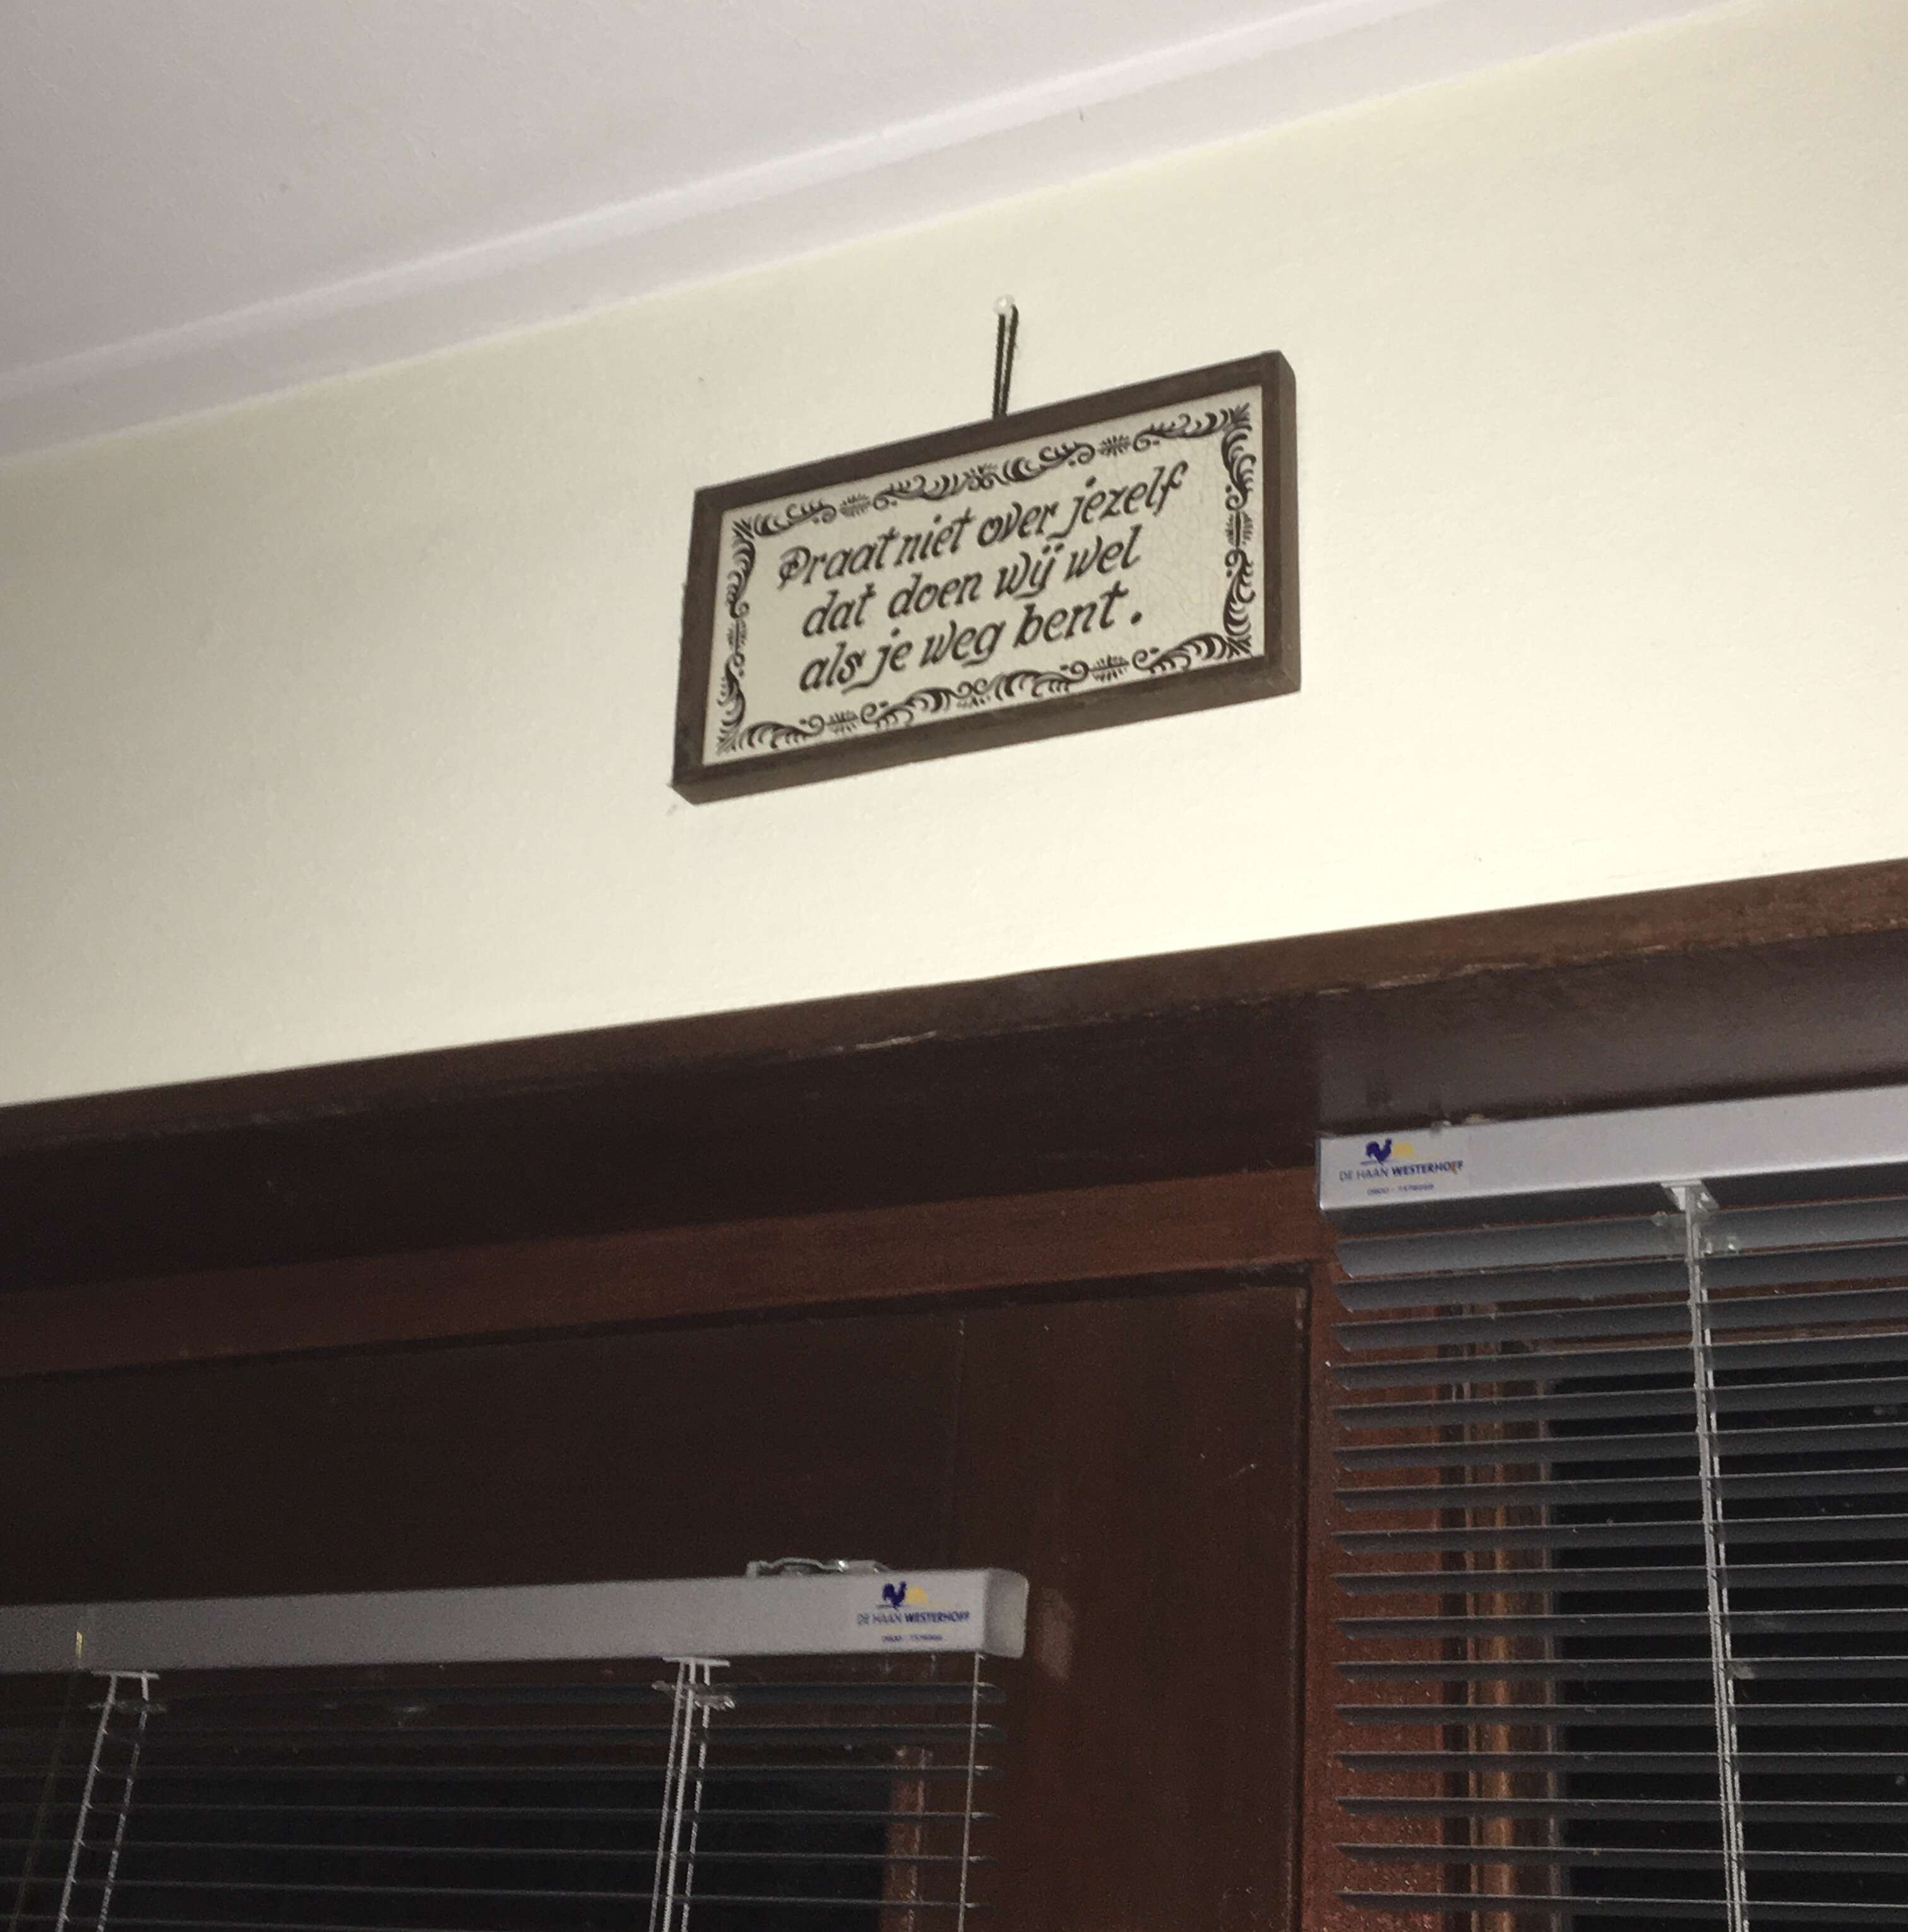 Praat niet over jezelf
dat doen wij wel
als je weg bent.
DE HAAN WESTERHOFF
DE HAAN WESTERHOFF